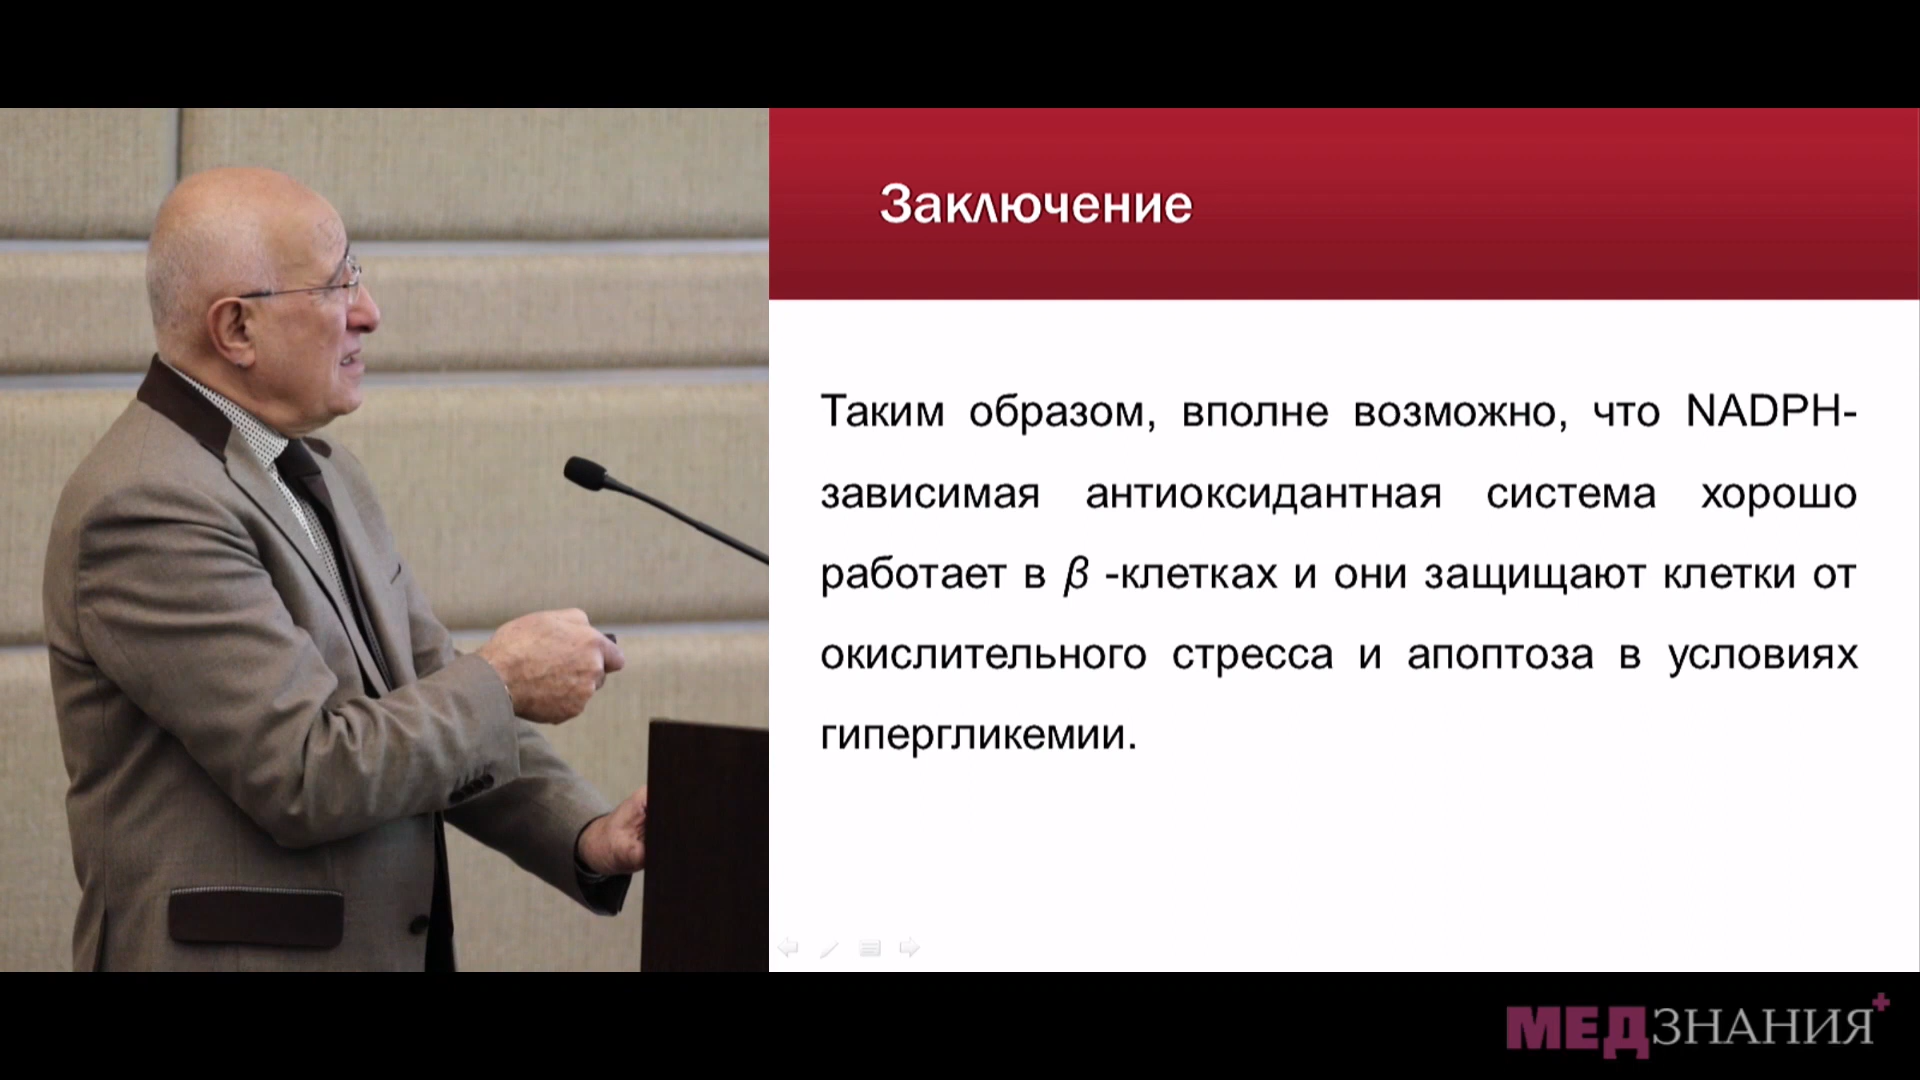 Заключение
Таким образом, вполне возможно, что NADPH-
зависимая антиоксидантная система хорошо
работает в β -клетках и они защищают клетки от
окислительного стресса и апоптоза в условиях
гипергликемии.
МЕДЗНАНИЯ+